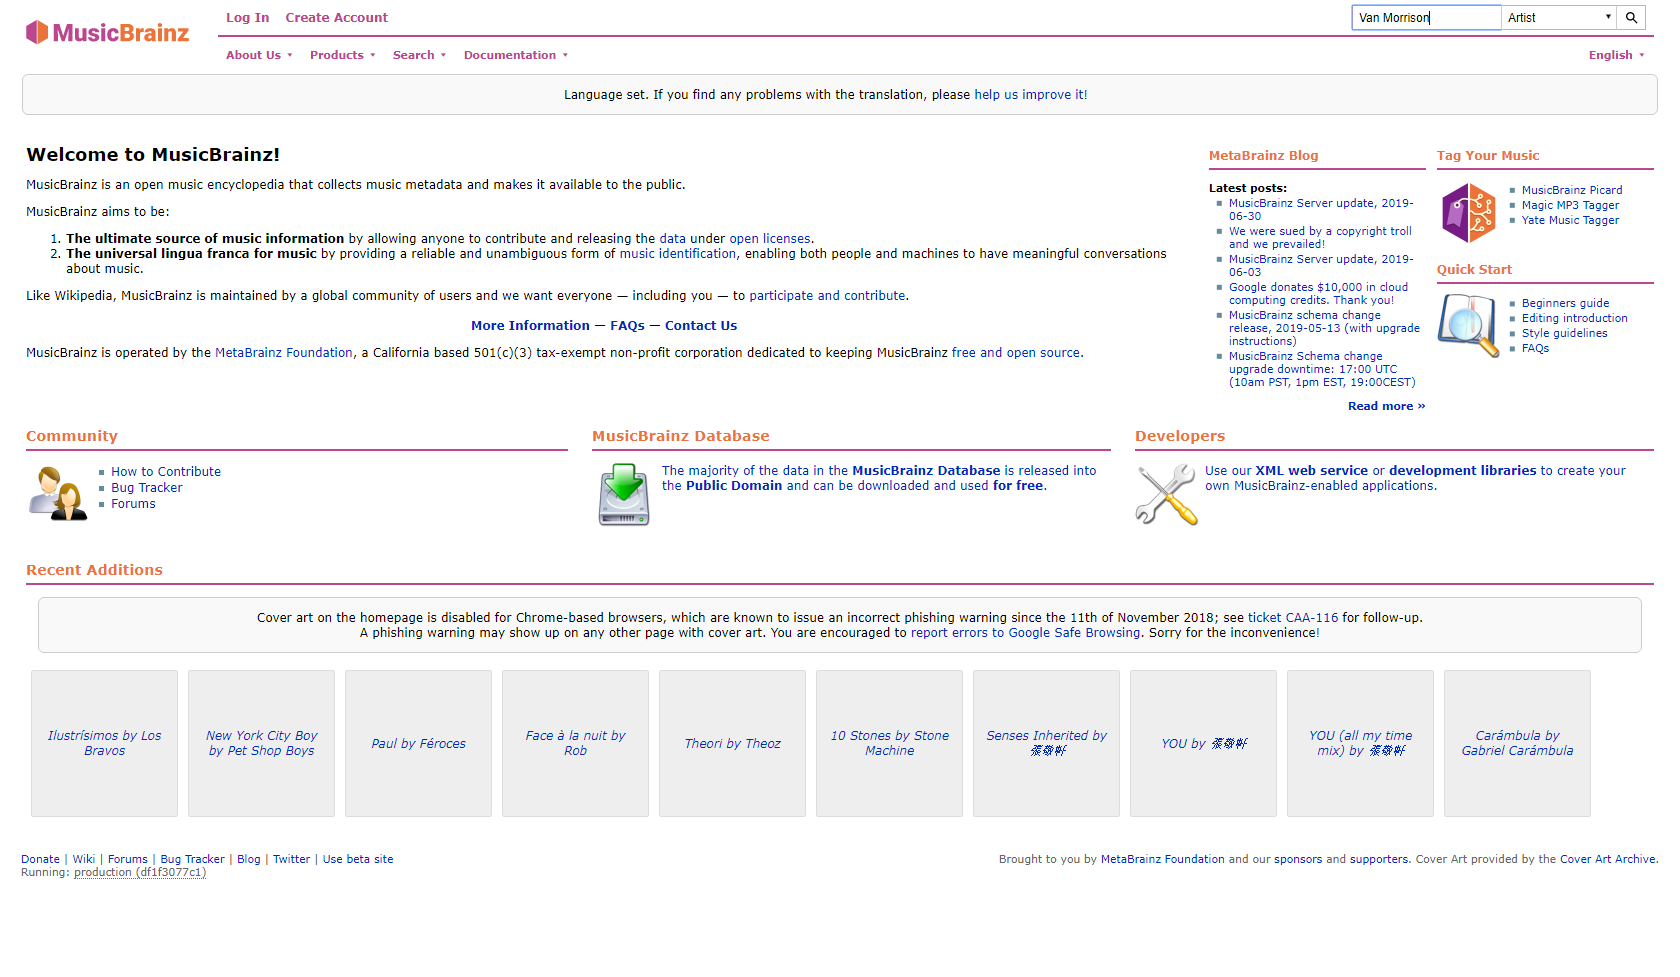 MusicBrainz
Log In Create Account
Van Morrison Artist
About Us Products Search Documentation English
Language set. If you find any problems with the translation, please help us improve it!
Welcome to MusicBrainz!
MusicBrainz is an open music encyclopedia that collects music metadata and makes it available to the public.
MusicBrainz aims to be:
1. The ultimate source of music information by allowing anyone to contribute and releasing the data under open licenses.
2. The universal lingua franca for music by providing a reliable and unambiguous form of music identification, enabling both people and machines to have meaningful conversations
about music.
Like Wikipedia, MusicBrainz is maintained by a global community of users and we want everyone — including you — to participate and contribute.
More Information — FAQs — Contact Us
MusicBrainz is operated by the MetaBrainz Foundation, a California based 501(c)(3) tax-exempt non-profit corporation dedicated to keeping MusicBrainz free and open source.
MetaBrainz Blog
Latest posts:
MusicBrainz Server update, 2019-
06-30
We were sued by a copyright troll
and we prevailed!
MusicBrainz Server update, 2019-
06-03
Google donates $10,000 in cloud
computing credits. Thank you!
MusicBrainz schema change
release, 2019-05-13 (with upgrade
instructions)
MusicBrainz Schema change
upgrade downtime: 17:00 UTC
(10am PST, 1pm EST, 19:00CEST)
Read more »
Tag Your Music
MusicBrainz Picard
Magic MP3 Tagger
Yate Music Tagger
Quick Start
Beginners guide
Editing introduction
Style guidelines
FAQs
Community
How to Contribute
Bug Tracker
Forums
MusicBrainz Database
The majority of the data in the MusicBrainz Database is released into
the Public Domain and can be downloaded and used for free.
Developers
Use our XML web service or development libraries to create your
own MusicBrainz-enabled applications.
Recent Additions
Cover art on the homepage is disabled for Chrome-based browsers, which are known to issue an incorrect phishing warning since the 11th of November 2018; see ticket CAA-116 for follow-up.
A phishing warning may show up on any other page with cover art. You are encouraged to report errors to Google Safe Browsing. Sorry for the inconvenience!
Ilustrísimos by Los
Bravos
New York City Boy
by Pet Shop Boys
Paul by Féroces
Face à la nuit by
Rob
Theori by Theoz
10 Stones by Stone
Machine
Senses Inherited by
張敬軒
YOU by 張敬軒
YOU (all my time
mix) by 張敬軒
Carámbula by
Gabriel Carámbula
Donate | Wiki | Forums | Bug Tracker | Blog | Twitter | Use beta site
Running: production (df1f3077c1)
Brought to you by MetaBrainz Foundation and our sponsors and supporters. Cover Art provided by the Cover Art Archive.